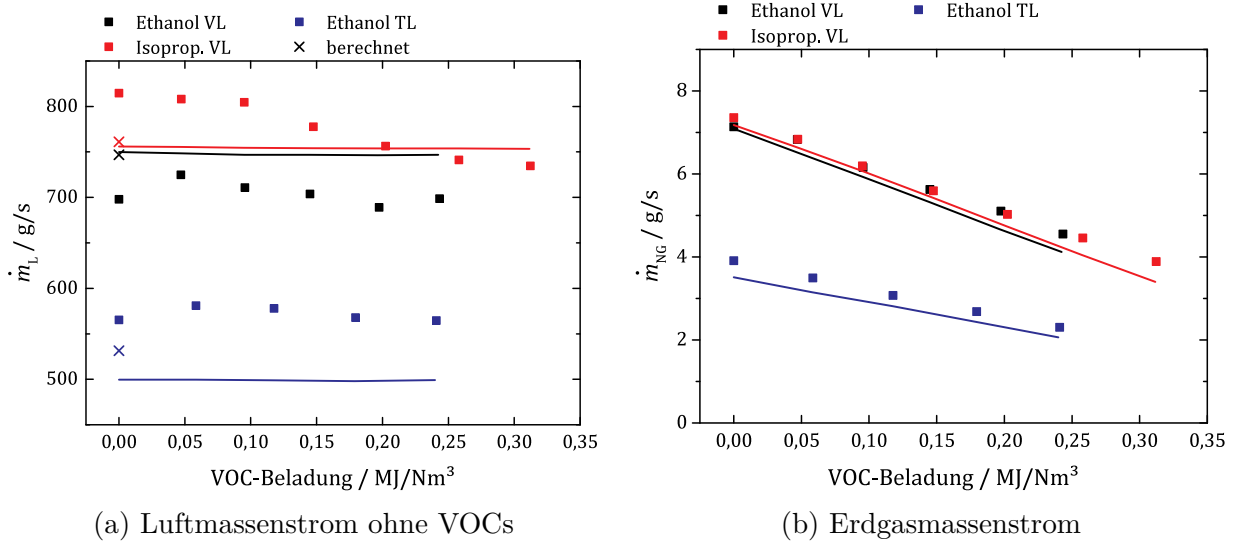 Ethanol VL
Ethanol TL
Isoprop. VL
berechnet
800
700
600
500
ṁL / g/s
0,00 0,05 0,10 0,15 0,20 0,25 0,30 0,35
VOC-Beladung / MJ/Nm³
(a) Luftmassenstrom ohne VOCs
Ethanol VL
Ethanol TL
Isoprop. VL
8
6
4
2
0
ṁNG / g/s
0,00 0,05 0,10 0,15 0,20 0,25 0,30 0,35
VOC-Beladung / MJ/Nm³
(b) Erdgasmassenstrom